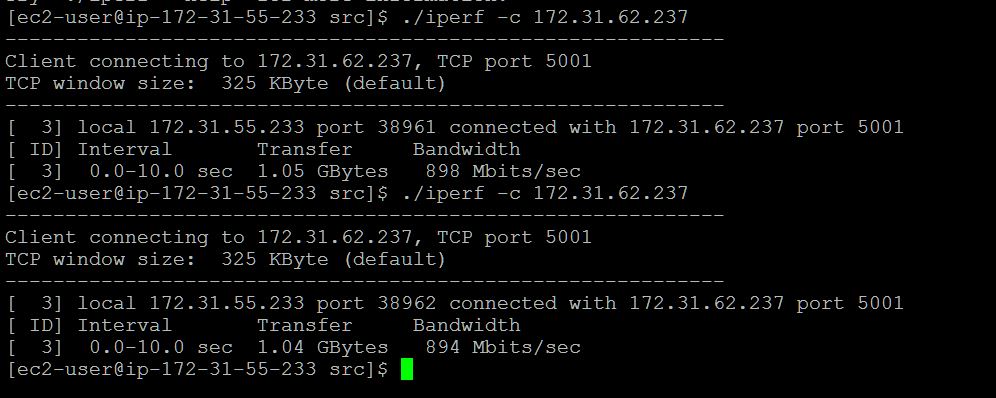 [ec2-user@ip-172-31-55-233 src]$ ./iperf -c 172.31.62.237
------------------------------------------------------------
Client connecting to 172.31.62.237, TCP port 5001
TCP window size:  325 KByte (default)
------------------------------------------------------------
[  3] local 172.31.55.233 port 38961 connected with 172.31.62.237 port 5001
[ ID] Interval       Transfer     Bandwidth
[  3]  0.0-10.0 sec  1.05 GBytes   898 Mbits/sec
[ec2-user@ip-172-31-55-233 src]$ ./iperf -c 172.31.62.237
------------------------------------------------------------
Client connecting to 172.31.62.237, TCP port 5001
TCP window size:  325 KByte (default)
------------------------------------------------------------
[  3] local 172.31.55.233 port 38962 connected with 172.31.62.237 port 5001
[ ID] Interval       Transfer     Bandwidth
[  3]  0.0-10.0 sec  1.04 GBytes   894 Mbits/sec
[ec2-user@ip-172-31-55-233 src]$